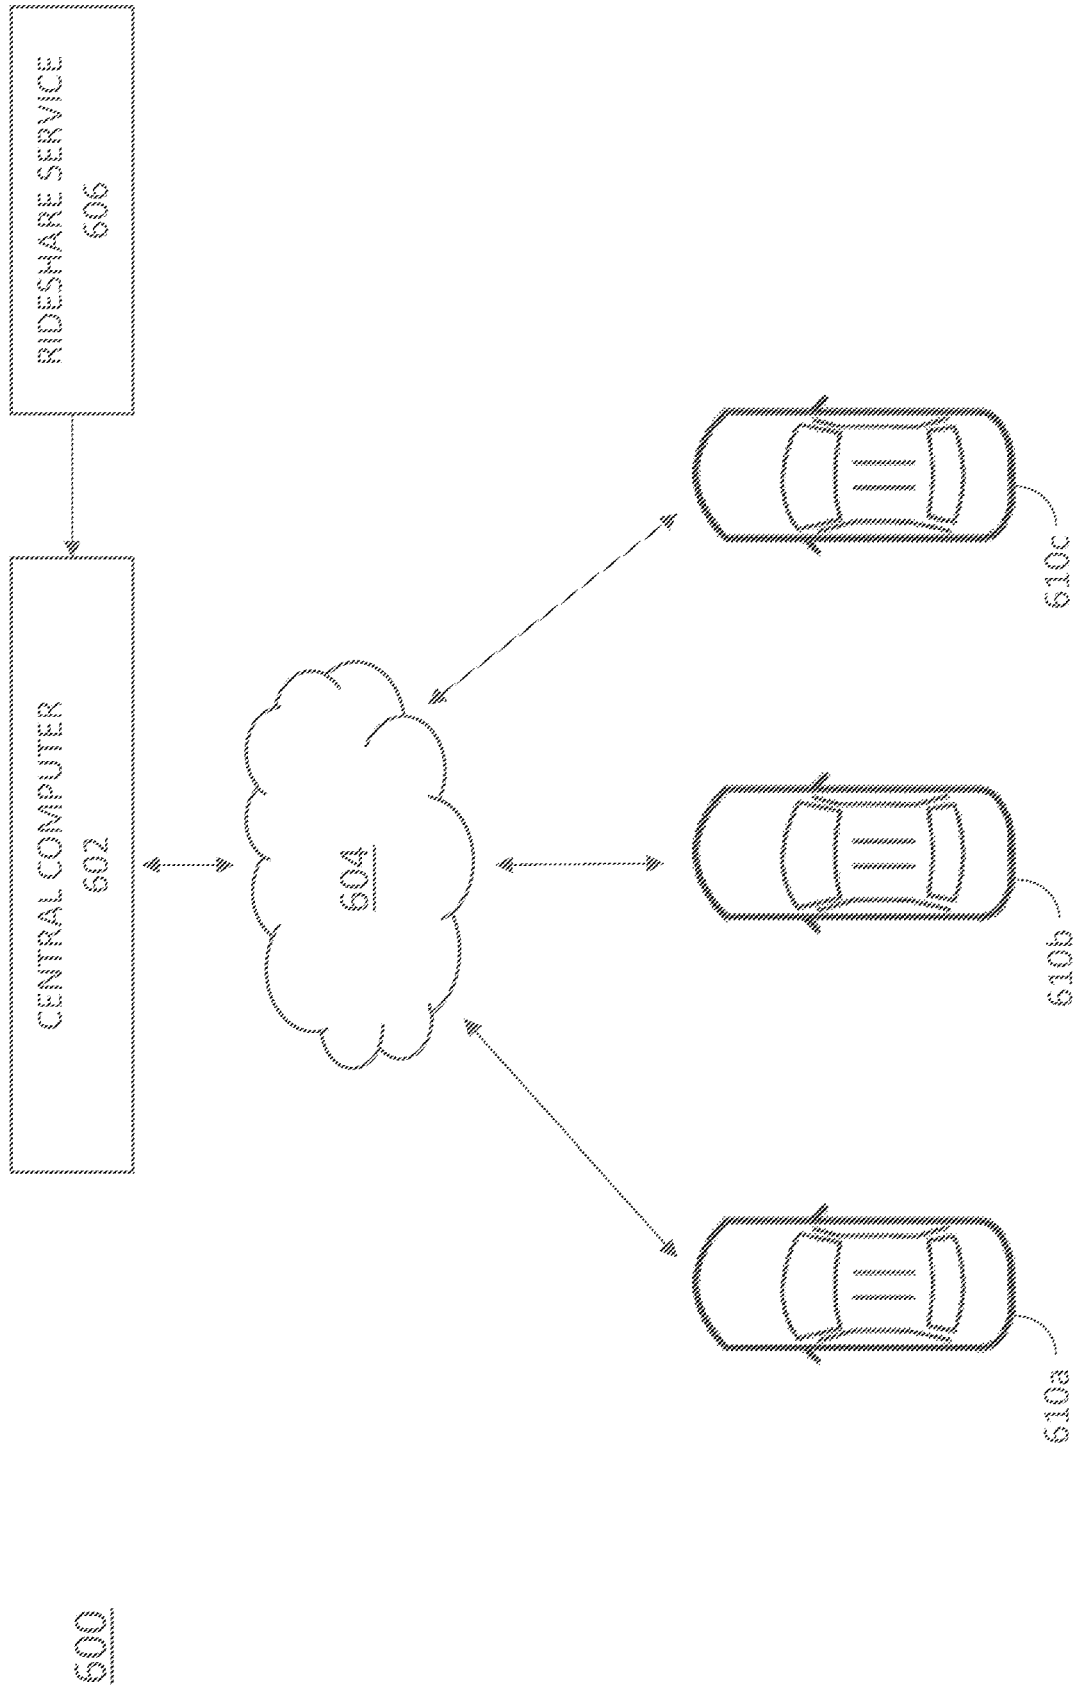 600
CENTRAL COMPUTER
602
RIDESHARE SERVICE
606
604
610a
610b
610c